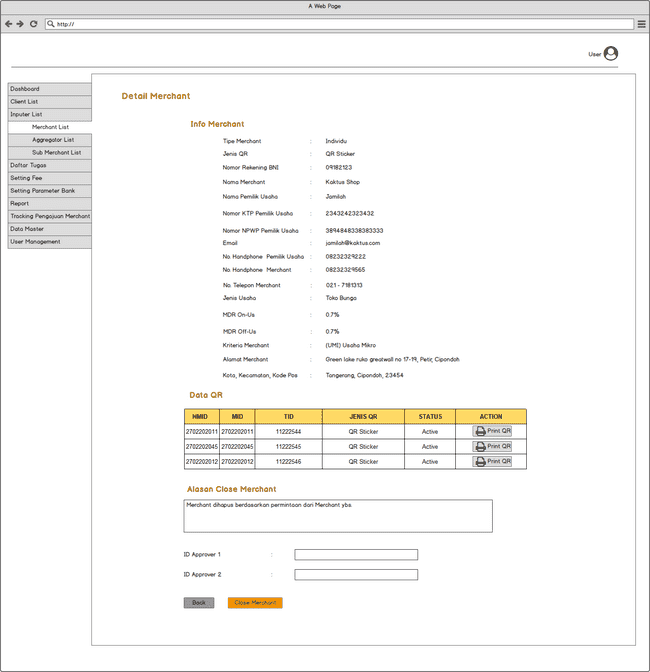 A Web Page
http://
User
Dashboard
Client List
Inputer List
Merchant List
Aggregator List
Sub Merchant List
Daftar Tugas
Setting Fee
Setting Parameter Bank
Report
Tracking Pengajuan Merchant
Data Master
User Management
Detail Merchant
Info Merchant
Tipe Merchant : Individu
Jenis QR : QR Sticker
Nomor Rekening BNI : 09182123
Nama Merchant : Kaktus Shop
Nama Pemilik Usaha : Jamilah
Nomor KTP Pemilik Usaha : 2343242323432
Nomor NPWP Pemilik Usaha : 3894848338383333
Email : jamilah@kaktus.com
No. Handphone Pemilik Usaha : 08232329222
No. Handphone Merchant : 08232329565
No. Telepon Merchant : 021 - 7181313
Jenis Usaha : Toko Bunga
MDR On-Us : 0.7%
MDR Off-Us : 0.7%
Kriteria Merchant : (UMI) Usaha Mikro
Alamat Merchant : Green lake ruko greatwall no 17-19, Petir, Cipondoh
Kota, Kecamatan, Kode Pos : Tangerang, Cipondoh, 23454
Data QR
NMID MID TID JENIS QR STATUS ACTION
2702202011 2702202011 11222544 QR Sticker Active Print QR
2702202045 2702202045 11222545 QR Sticker Active Print QR
2702202012 2702202012 11222546 QR Sticker Active Print QR
Alasan Close Merchant
Merchant dihapus berdasarkan permintaan dari Merchant ybs.
ID Approver 1 :
ID Approver 2 :
Back Close Merchant